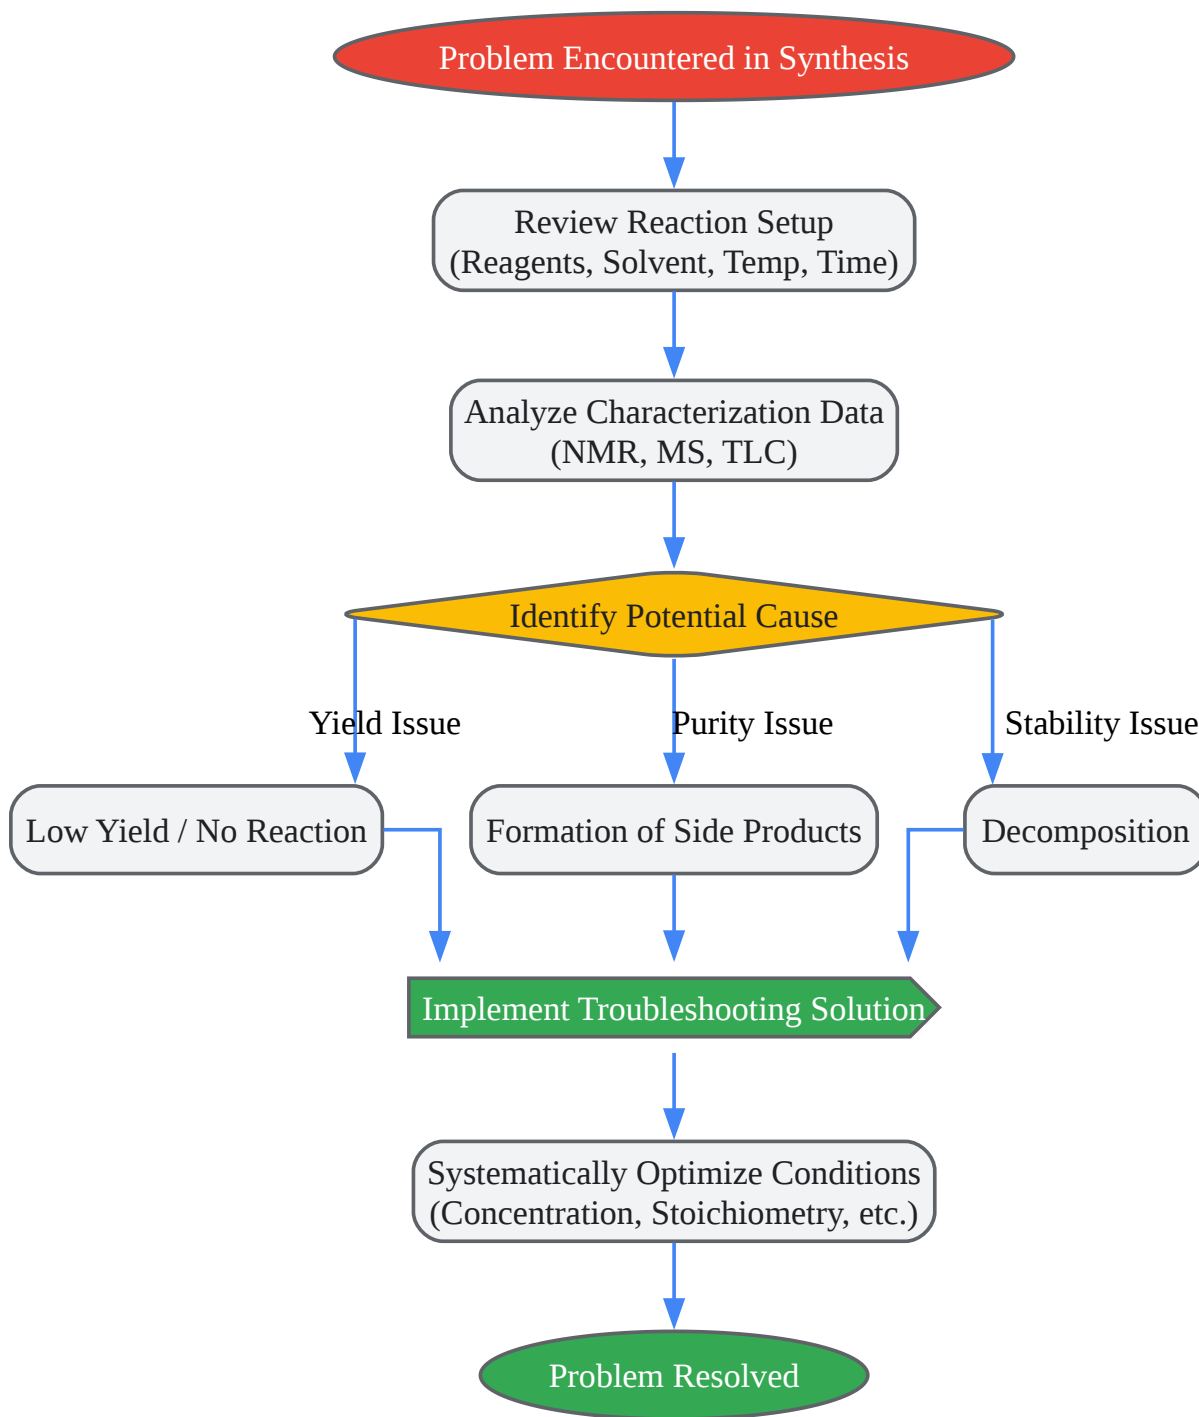 Problem Encountered in Synthesis
Review Reaction Setup
(Reagents, Solvent, Temp, Time)
Analyze Characterization Data
(NMR, MS, TLC)
Identify Potential Cause
Yield Issue
Purity Issue
Stability Issue
Low Yield / No Reaction
Formation of Side Products
Decomposition
Implement Troubleshooting Solution
Systematically Optimize Conditions
(Concentration, Stoichiometry, etc.)
Problem Resolved